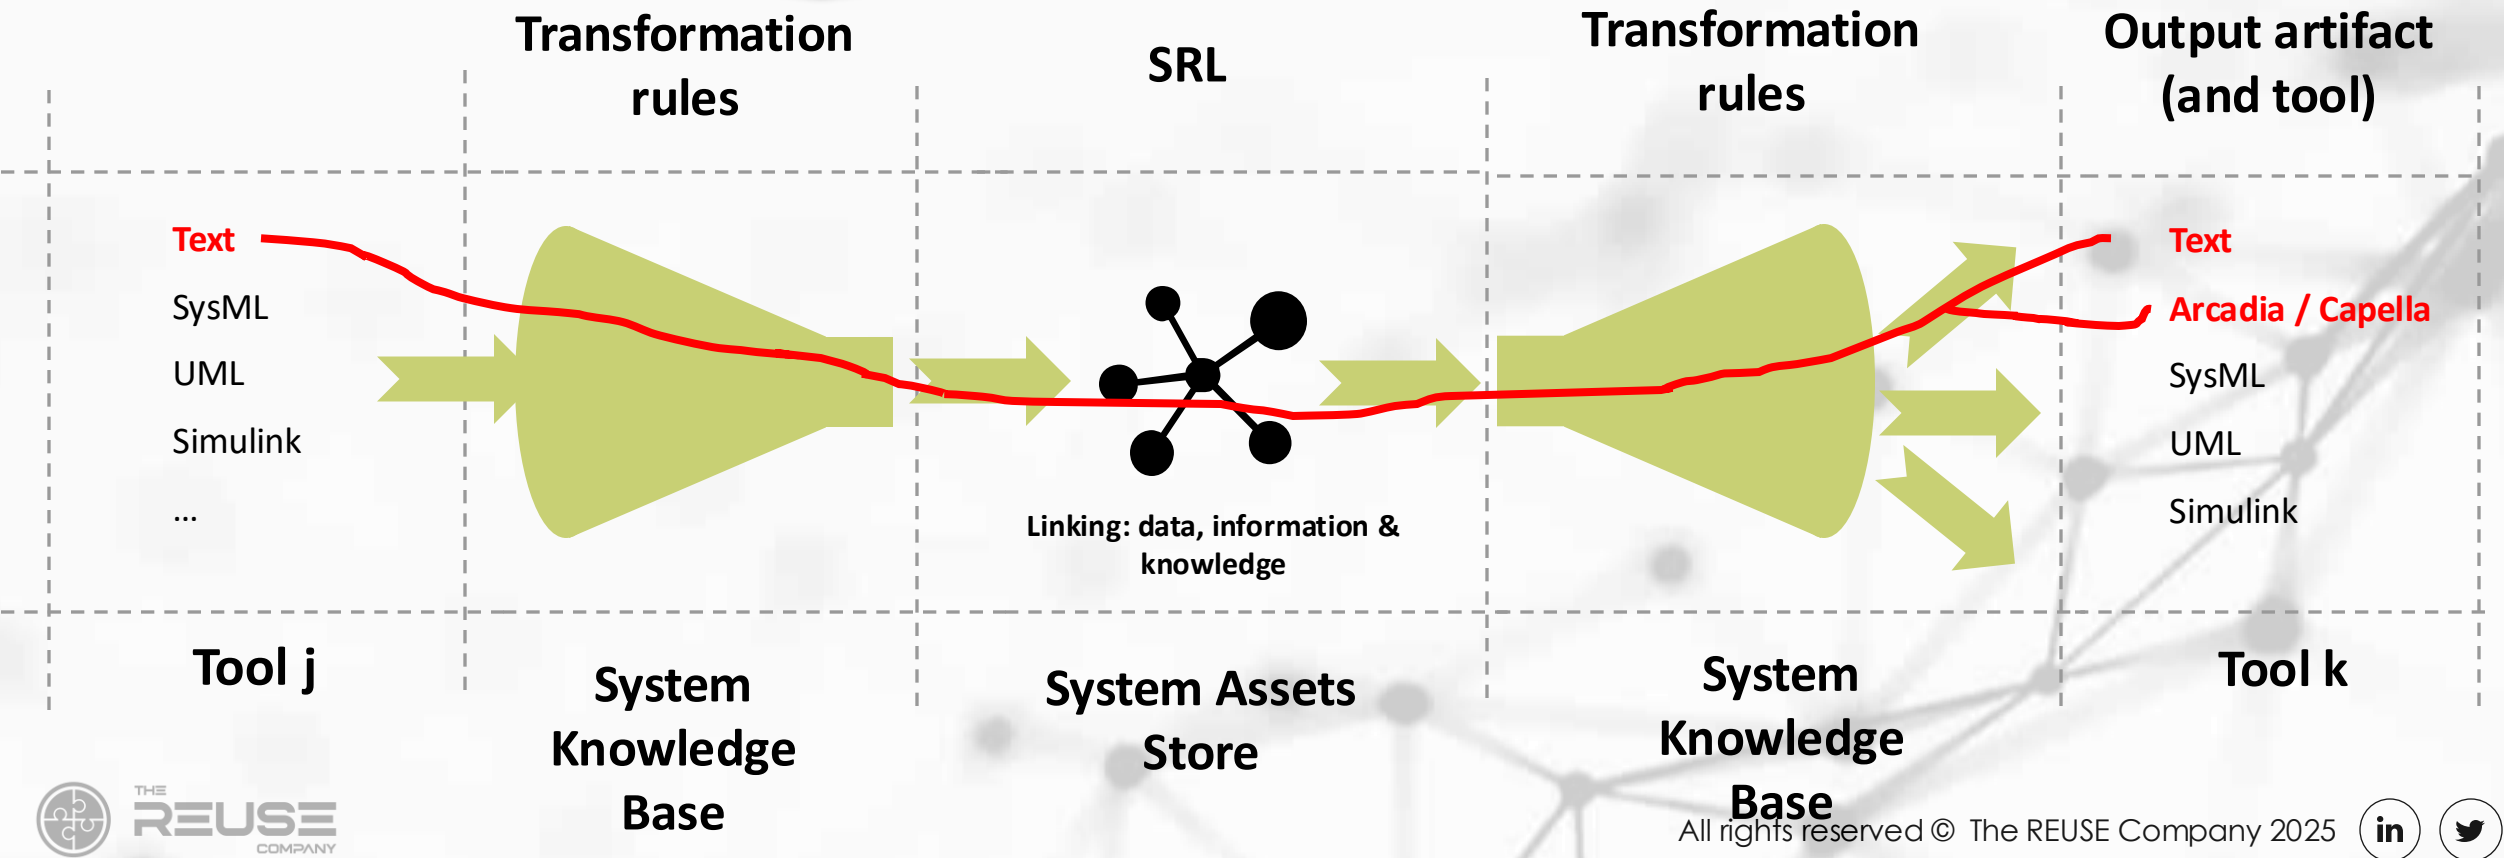 Transformation
rules
SRL
Transformation
rules
Output artifact
(and tool)
Text
SysML
UML
Simulink
...
Linking: data, information &
knowledge
Text
Arcadia / Capella
SysML
UML
Simulink
Tool j
System
Knowledge
Base
System Assets
Store
System
Knowledge
Base
Tool k
THE
REUSE
COMPANY
All rights reserved © The REUSE Company 2025
in